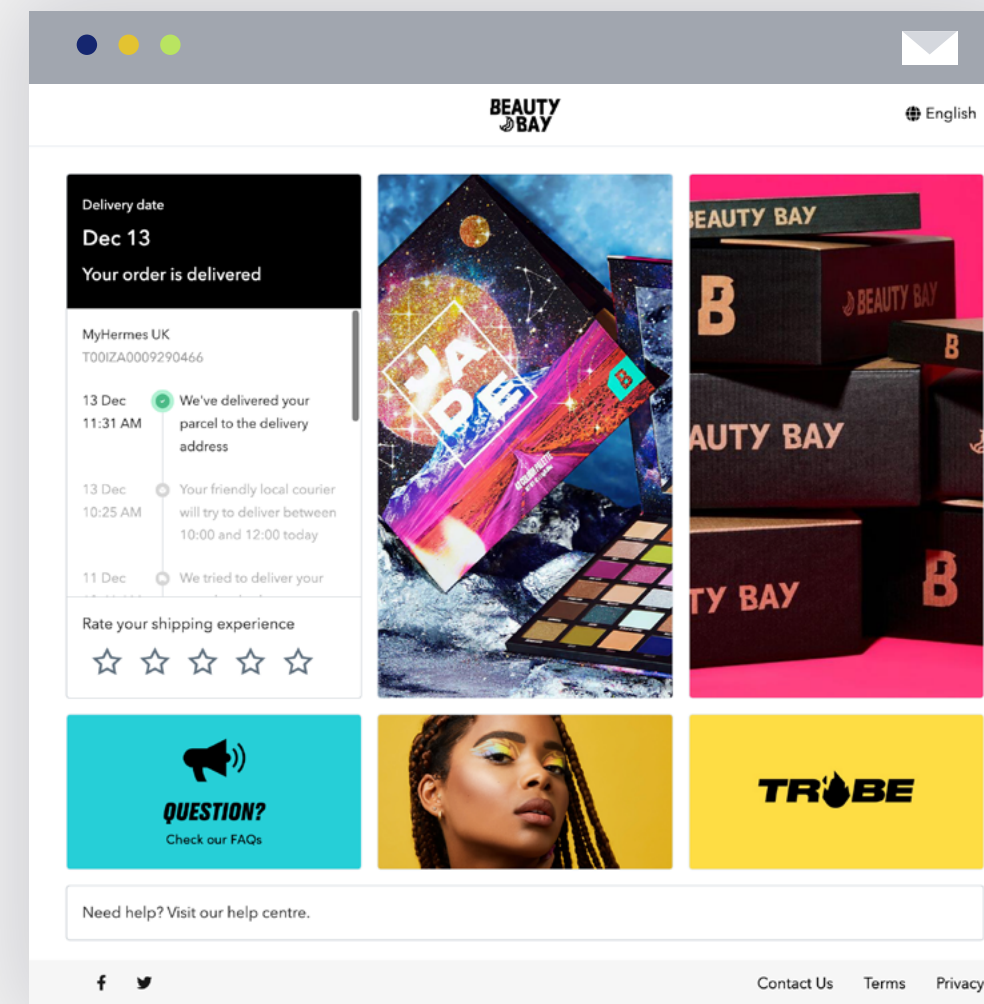 BEAUTY
BAY
English
Delivery date
Dec 13
Your order is delivered
MyHermes UK
T00IZA0009290466
13 Dec
11:31 AM
We've delivered your
parcel to the delivery
address
13 Dec
10:25 AM
Your friendly local courier
will try to deliver between
10:00 and 12:00 today
11 Dec
We tried to deliver your
Rate your shipping experience
JA
DE
B
BEAUTY BAY
B
BEAUTY BAY
B
AUTY BAY
TY BAY
B
QUESTION?
Check our FAQs
TRIBE
Need help? Visit our help centre.
Contact Us
Terms
Privacy